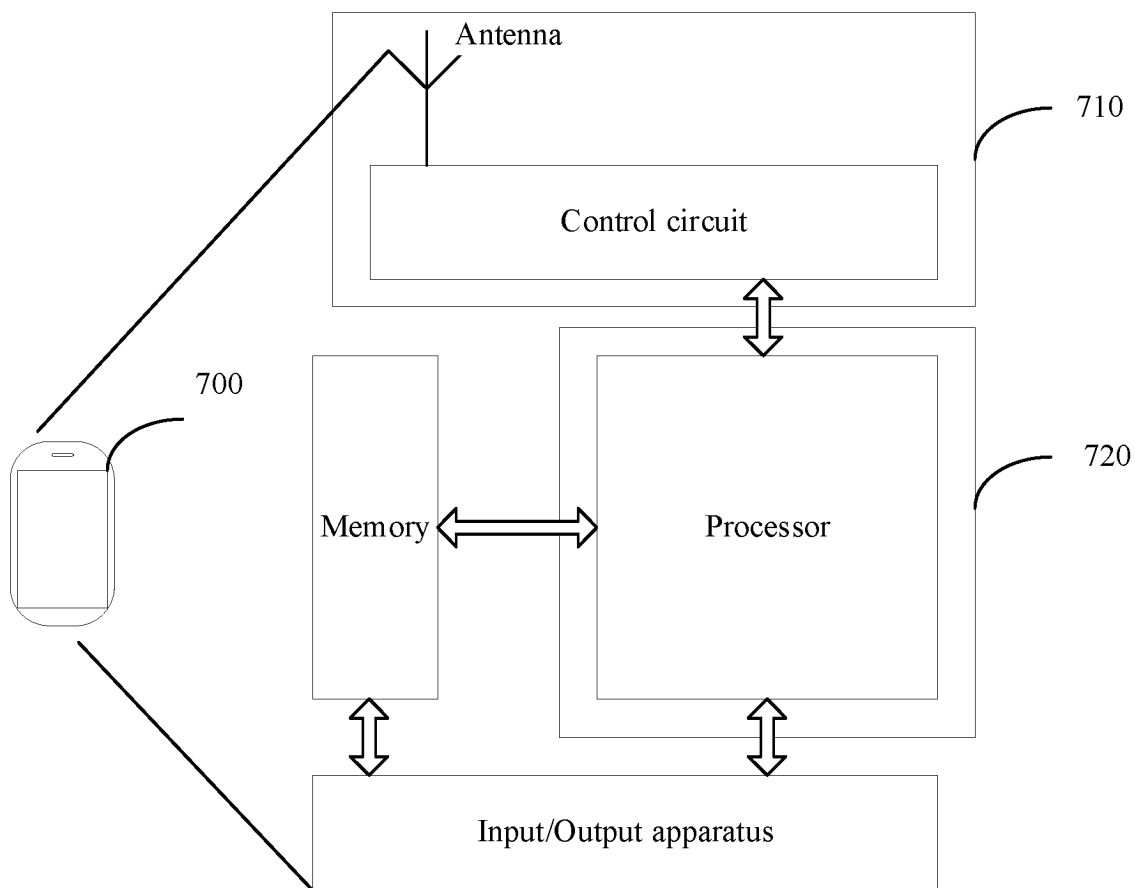 Antenna
710
Control circuit
700
720
Memory
Processor
Input/Output apparatus